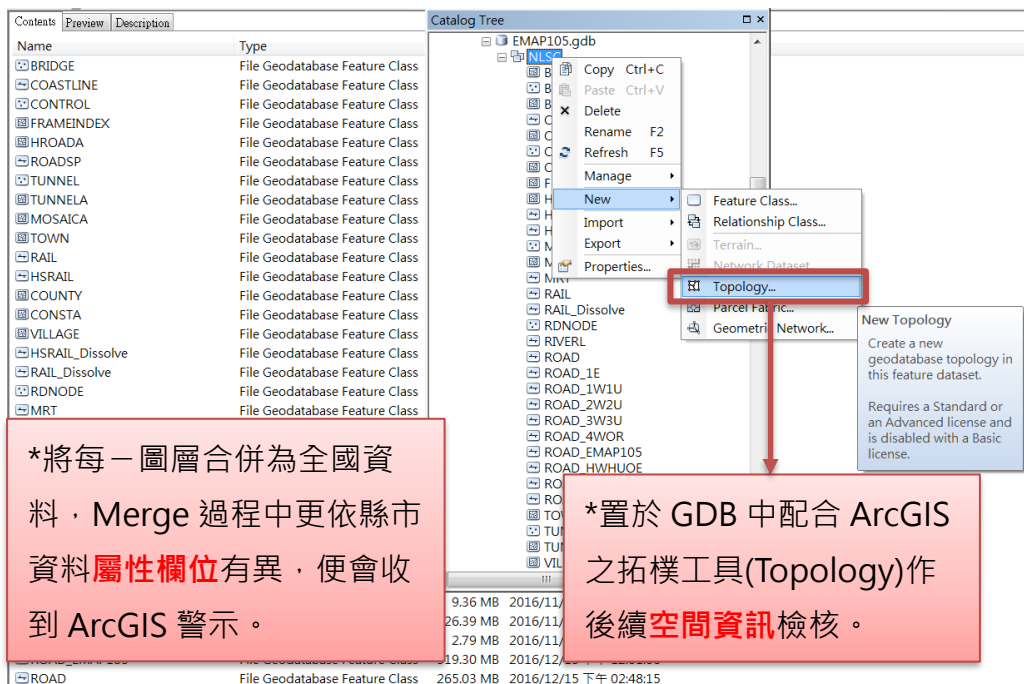 Contents Preview Description
Name Type
BRIDGE File Geodatabase Feature Class
COASTLINE File Geodatabase Feature Class
CONTROL File Geodatabase Feature Class
FRAMEINDEX File Geodatabase Feature Class
HROADA File Geodatabase Feature Class
ROADSP File Geodatabase Feature Class
TUNNEL File Geodatabase Feature Class
TUNNELA File Geodatabase Feature Class
MOSAICA File Geodatabase Feature Class
TOWN File Geodatabase Feature Class
RAIL File Geodatabase Feature Class
HSRAIL File Geodatabase Feature Class
COUNTY File Geodatabase Feature Class
CONSTA File Geodatabase Feature Class
VILLAGE File Geodatabase Feature Class
HSRAIL_Dissolve File Geodatabase Feature Class
RAIL_Dissolve File Geodatabase Feature Class
RDNODE File Geodatabase Feature Class
MRT File Geodatabase Feature Class
Catalog Tree
EMAP105.gdb
NLSC
Copy Ctrl+C
Paste Ctrl+V
Delete
Rename F2
Refresh F5
Manage
New
Import
Export
Properties...
Feature Class...
Relationship Class...
Terrain...
Network Dataset
Topology...
Parcel Fabric...
Geometric Network...
New Topology
Create a new
geodatabase topology in
this feature dataset.
Requires a Standard or
an Advanced license and
is disabled with a Basic
license.
MRT
RAIL
RAIL_Dissolve
RDNODE
RIVERL
ROAD
ROAD_1E
ROAD_1W1U
ROAD_2W2U
ROAD_3W3U
ROAD_4WOR
ROAD_EMAP105
ROAD_HWHUOE
*將每一圖層合併為全國資
料，Merge 過程中更依縣市
資料屬性欄位有異，便會收
到 ArcGIS 警示。
*置於 GDB 中配合 ArcGIS
之拓樸工具(Topology)作
後續空間資訊檢核。
9.36 MB 2016/11/
26.39 MB 2016/11/
2.79 MB 2016/11/
ROAD File Geodatabase Feature Class 265.03 MB 2016/12/15 下午 02:48:15